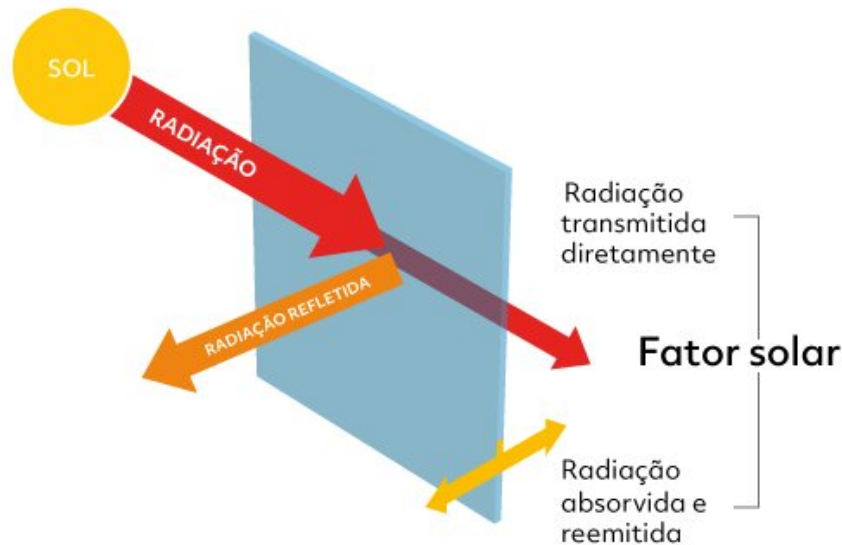 SOL
RADIAÇÃO
RADIAÇÃO REFLETIDA
Radiação
transmitida
diretamente
Fator solar
Radiação
absorvida e
reemitida